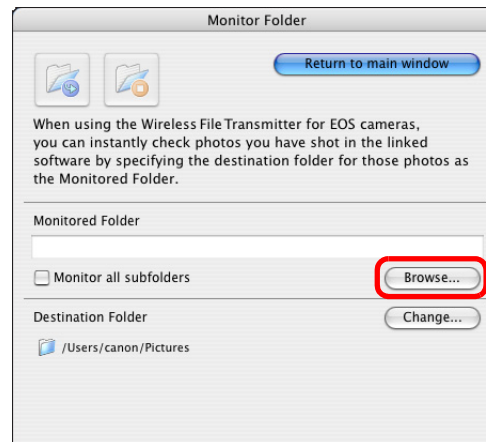 Monitor Folder
Return to main window
When using the Wireless File Transmitter for EOS cameras,
you can instantly check photos you have shot in the linked
software by specifying the destination folder for those photos as
the Monitored Folder.
Monitored Folder
Monitor all subfolders
Browse...
Destination Folder
Change...
/Users/canon/Pictures